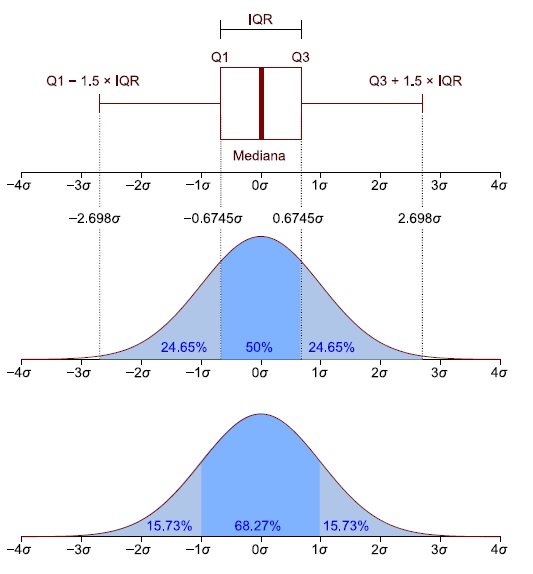 IQR
Q1 Q3
Q1 − 1.5 × IQR Q3 + 1.5 × IQR
Mediana
−4σ −3σ −2σ −1σ 0σ 1σ 2σ 3σ 4σ
−2.698σ −0.6745σ 0.6745σ 2.698σ
24.65% 50% 24.65%
−4σ −3σ −2σ −1σ 0σ 1σ 2σ 3σ 4σ
15.73% 68.27% 15.73%
−4σ −3σ −2σ −1σ 0σ 1σ 2σ 3σ 4σ